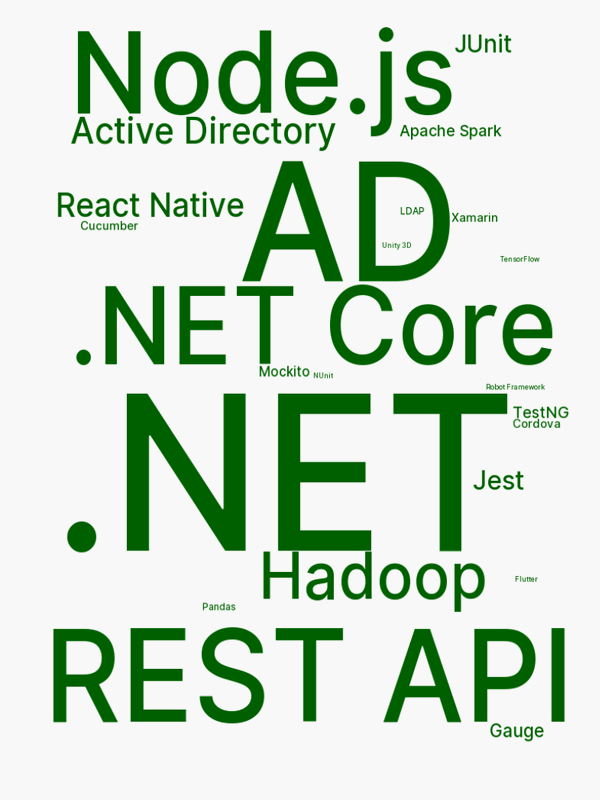 Node.js
JUnit
Active Directory
Apache Spark
AD
React Native
LDAP
Xamarin
Cucumber
Unity 3D
TensorFlow
.NET Core
Mockito
NUnit
Robot Framework
.NET
TestNG
Cordova
Jest
Hadoop
Flutter
Pandas
REST API
Gauge